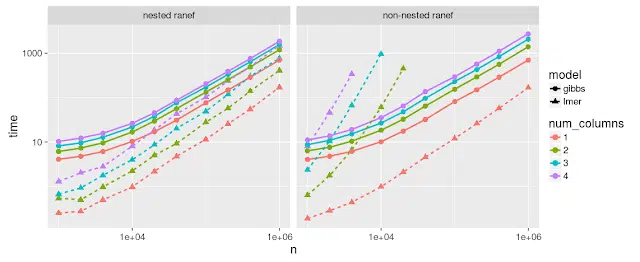 nested ranef
non-nested ranef
1000
10
time
1e+04
1e+06
1e+04
1e+06
n
model
gibbs
lmer
num_columns
1
2
3
4